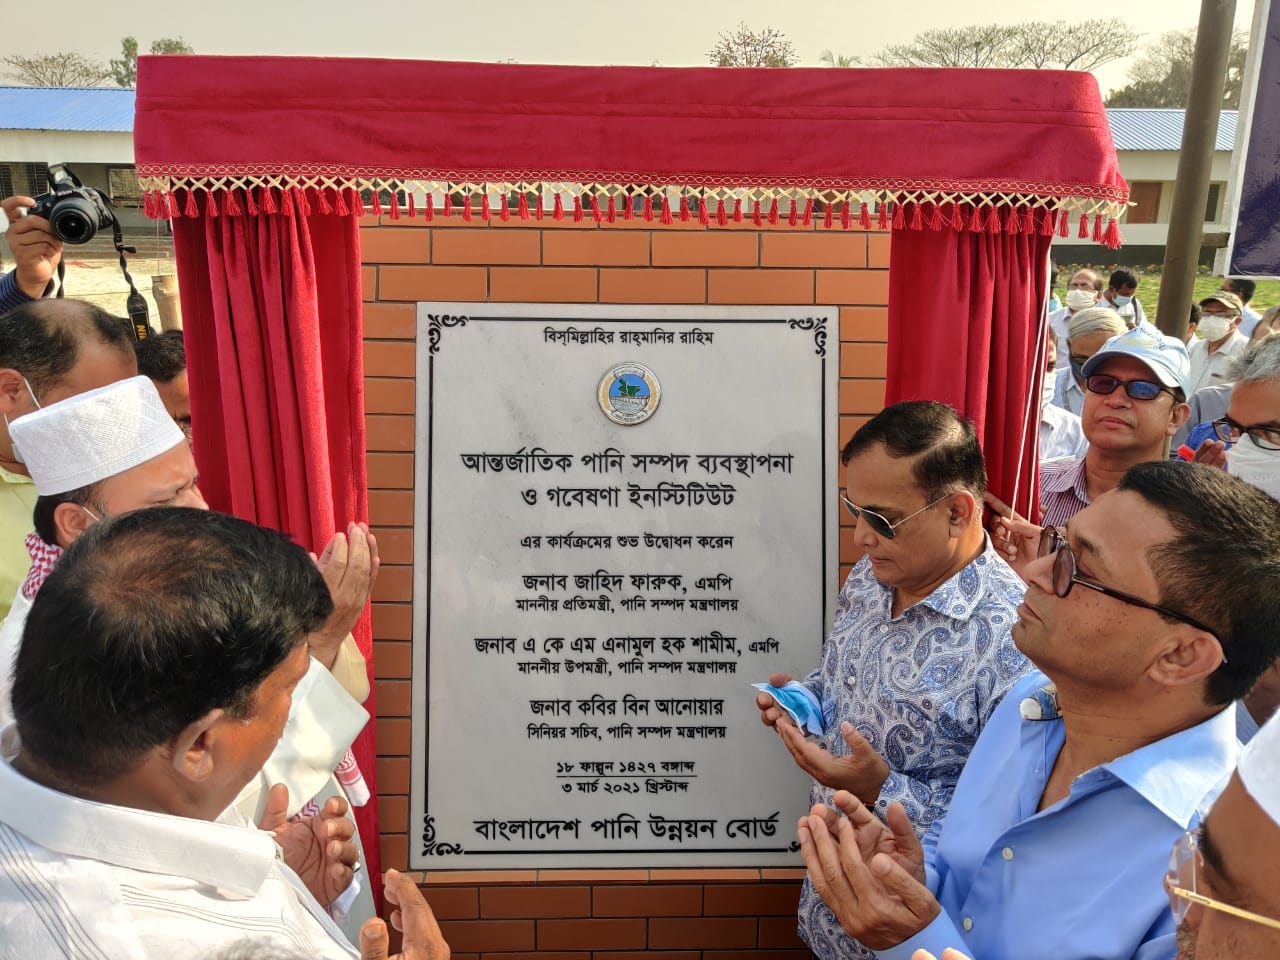 বিস্‌মিল্লাহির রাহ্‌মানির রাহিম
আন্তর্জাতিক পানি সম্পদ ব্যবস্থাপনা
ও গবেষণা ইনস্টিটিউট
এর কার্যক্রমের শুভ উদ্বোধন করেন
জনাব জাহিদ ফারুক, এমপি
মাননীয় প্রতিমন্ত্রী, পানি সম্পদ মন্ত্রণালয়
জনাব এ কে এম এনামুল হক শামীম, এমপি
মাননীয় উপমন্ত্রী, পানি সম্পদ মন্ত্রণালয়
জনাব কবির বিন আনোয়ার
সিনিয়র সচিব, পানি সম্পদ মন্ত্রণালয়
১৮ ফাল্গুন ১৪২৭ বঙ্গাব্দ
৩ মার্চ ২০২১ খ্রিস্টাব্দ
বাংলাদেশ পানি উন্নয়ন বোর্ড